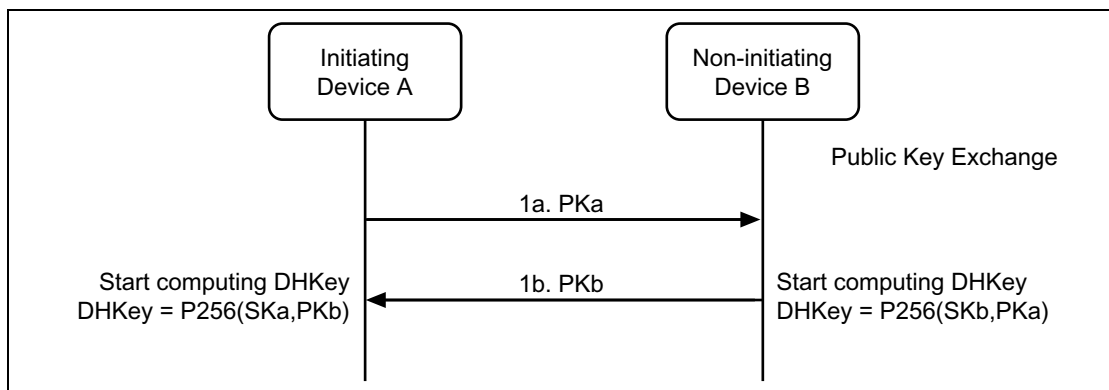 Initiating
Device A
Non-initiating
Device B
Public Key Exchange
1a. PKa
Start computing DHKey
DHKey = P256(SKa,PKb)
1b. PKb
Start computing DHKey
DHKey = P256(SKb,PKa)